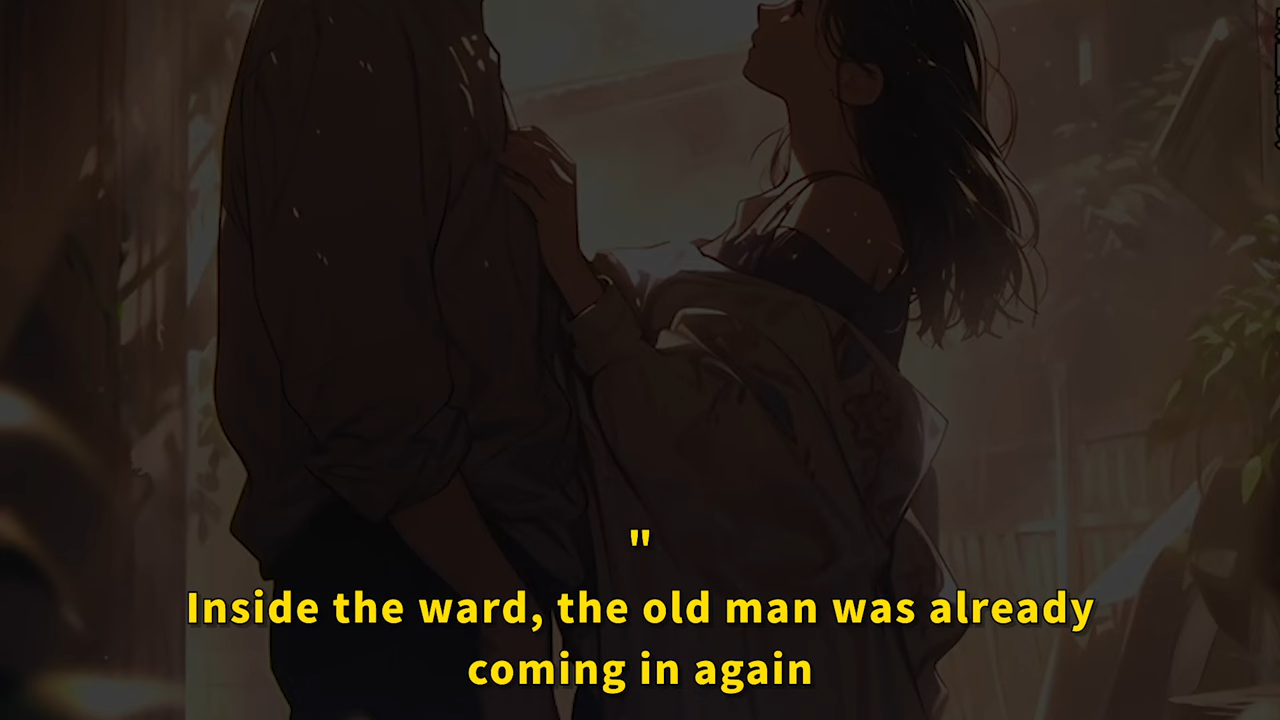 "
Inside the ward, the old man was already
coming in again